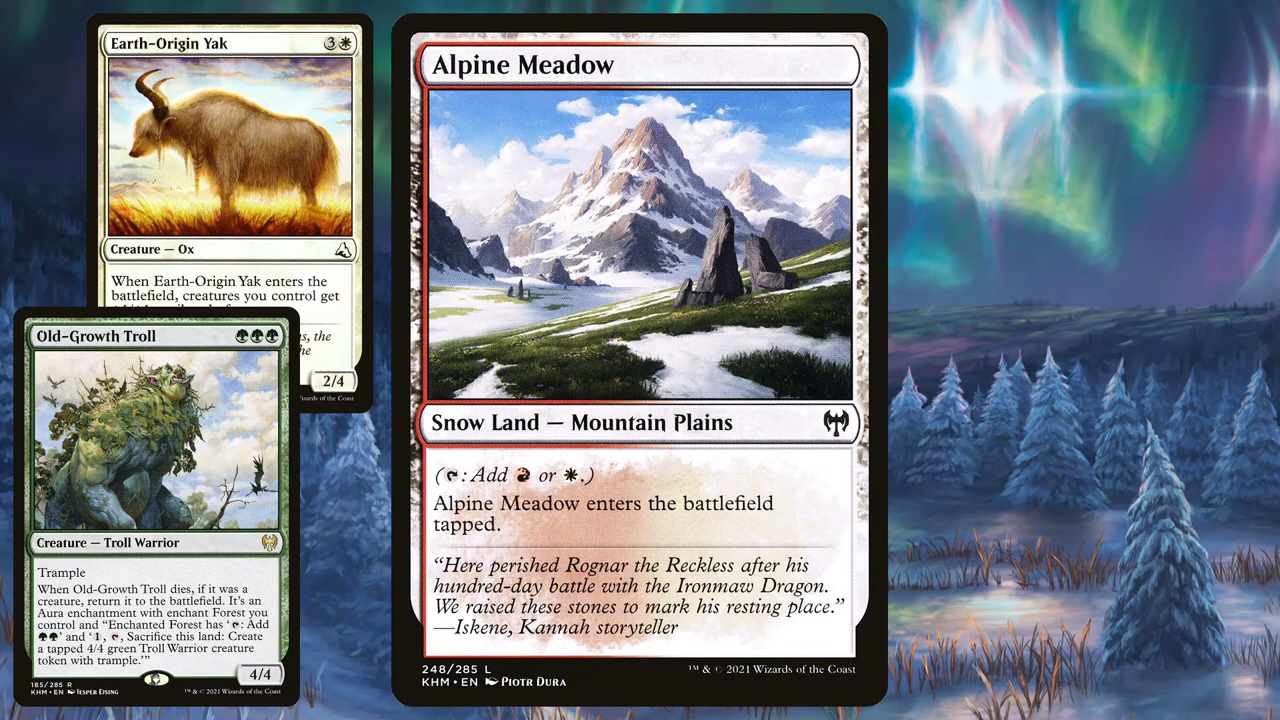 Earth-Origin Yak 3
Creature — Ox
When Earth-Origin Yak enters the
battlefield, creatures you control get
the
2/4
Wizards of the Coast
Old-Growth Troll
Creature — Troll Warrior
Trample
When Old-Growth Troll dies, if it was a
creature, return it to the battlefield. It's an
Aura enchantment with enchant Forest you
control and “Enchanted Forest has ‘: Add
’ and ‘1, , Sacrifice this land: Create
a tapped 4/4 green Troll Warrior creature
token with trample.’”
4/4
185/285 R
KHM • EN Jesper Eising
™ & © 2021 Wizards of the Coast
Alpine Meadow
Snow Land — Mountain Plains
(: Add or .)
Alpine Meadow enters the battlefield
tapped.
“Here perished Rognar the Reckless after his
hundred-day battle with the Ironmaw Dragon.
We raised these stones to mark his resting place.”
—Iskene, Kannah storyteller
248/285 L
KHM • EN Piotr Dura
™ & © 2021 Wizards of the Coast